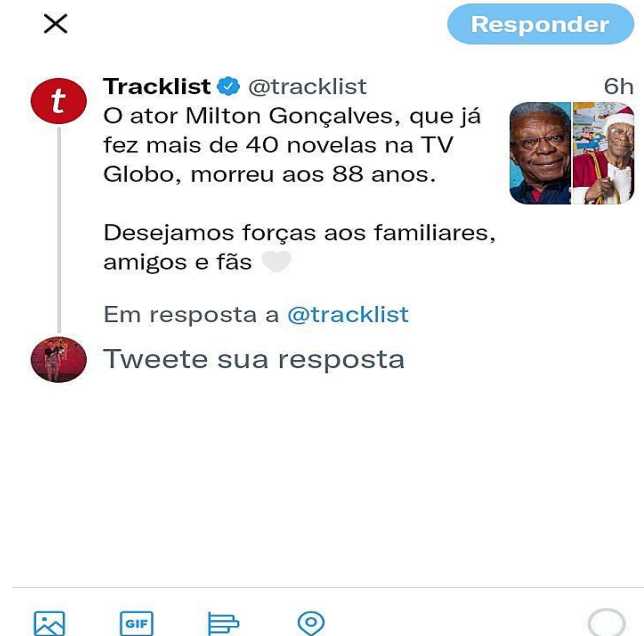 Responder
Tracklist @tracklist 6h
O ator Milton Gonçalves, que já
fez mais de 40 novelas na TV
Globo, morreu aos 88 anos.
Desejamos forças aos familiares,
amigos e fãs 🤍
Em resposta a @tracklist
Tweete sua resposta
GIF